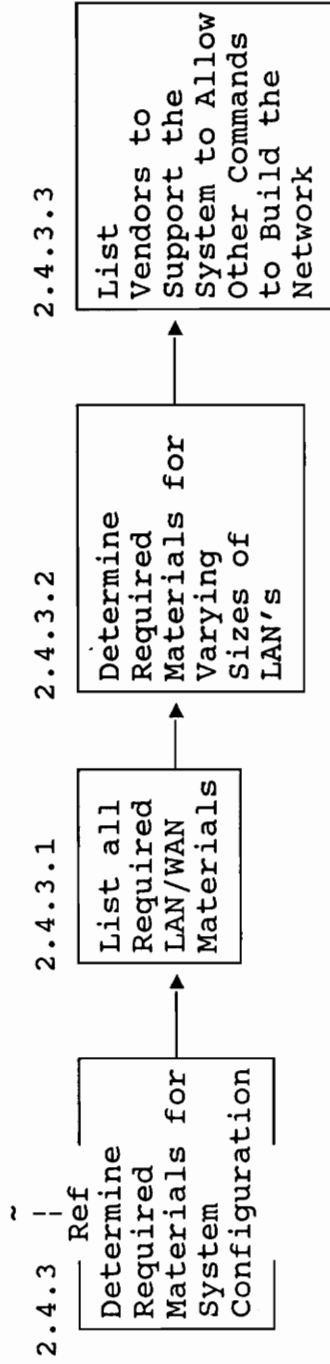 2.4.3
Ref
Determine
Required
Materials for
System
Configuration
2.4.3.1
List all
Required
LAN/WAN
Materials
2.4.3.2
Determine
Required
Materials for
Varying
Sizes of
LAN's
2.4.3.3
List
Vendors to
Support the
System to Allow
Other Commands
to Build the
Network